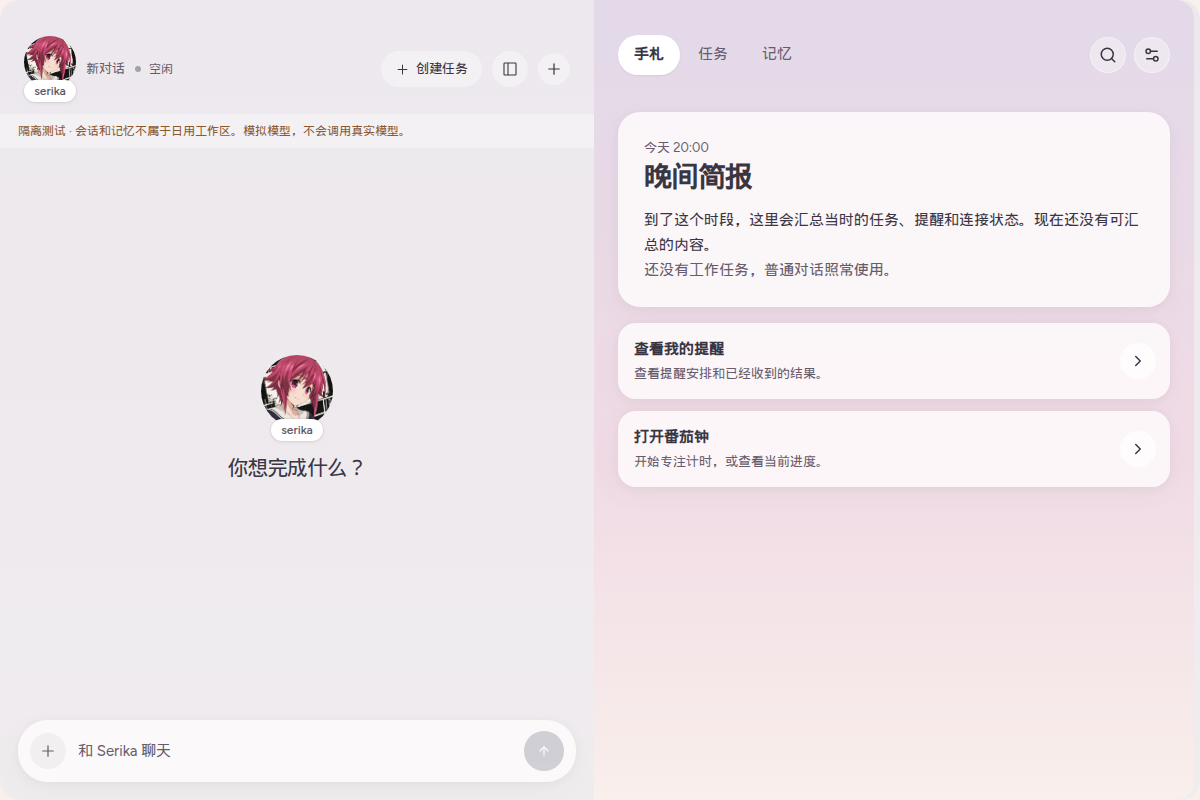 新对话
空闲
创建任务
serika
隔离测试 · 会话和记忆不属于日用工作区。模拟模型，不会调用真实模型。
serika
你想完成什么？
和 Serika 聊天
手札
任务
记忆
今天 20:00
晚间简报
到了这个时段，这里会汇总当时的任务、提醒和连接状态。现在还没有可汇
总的内容。
还没有工作任务，普通对话照常使用。
查看我的提醒
查看提醒安排和已经收到的结果。
打开番茄钟
开始专注计时，或查看当前进度。